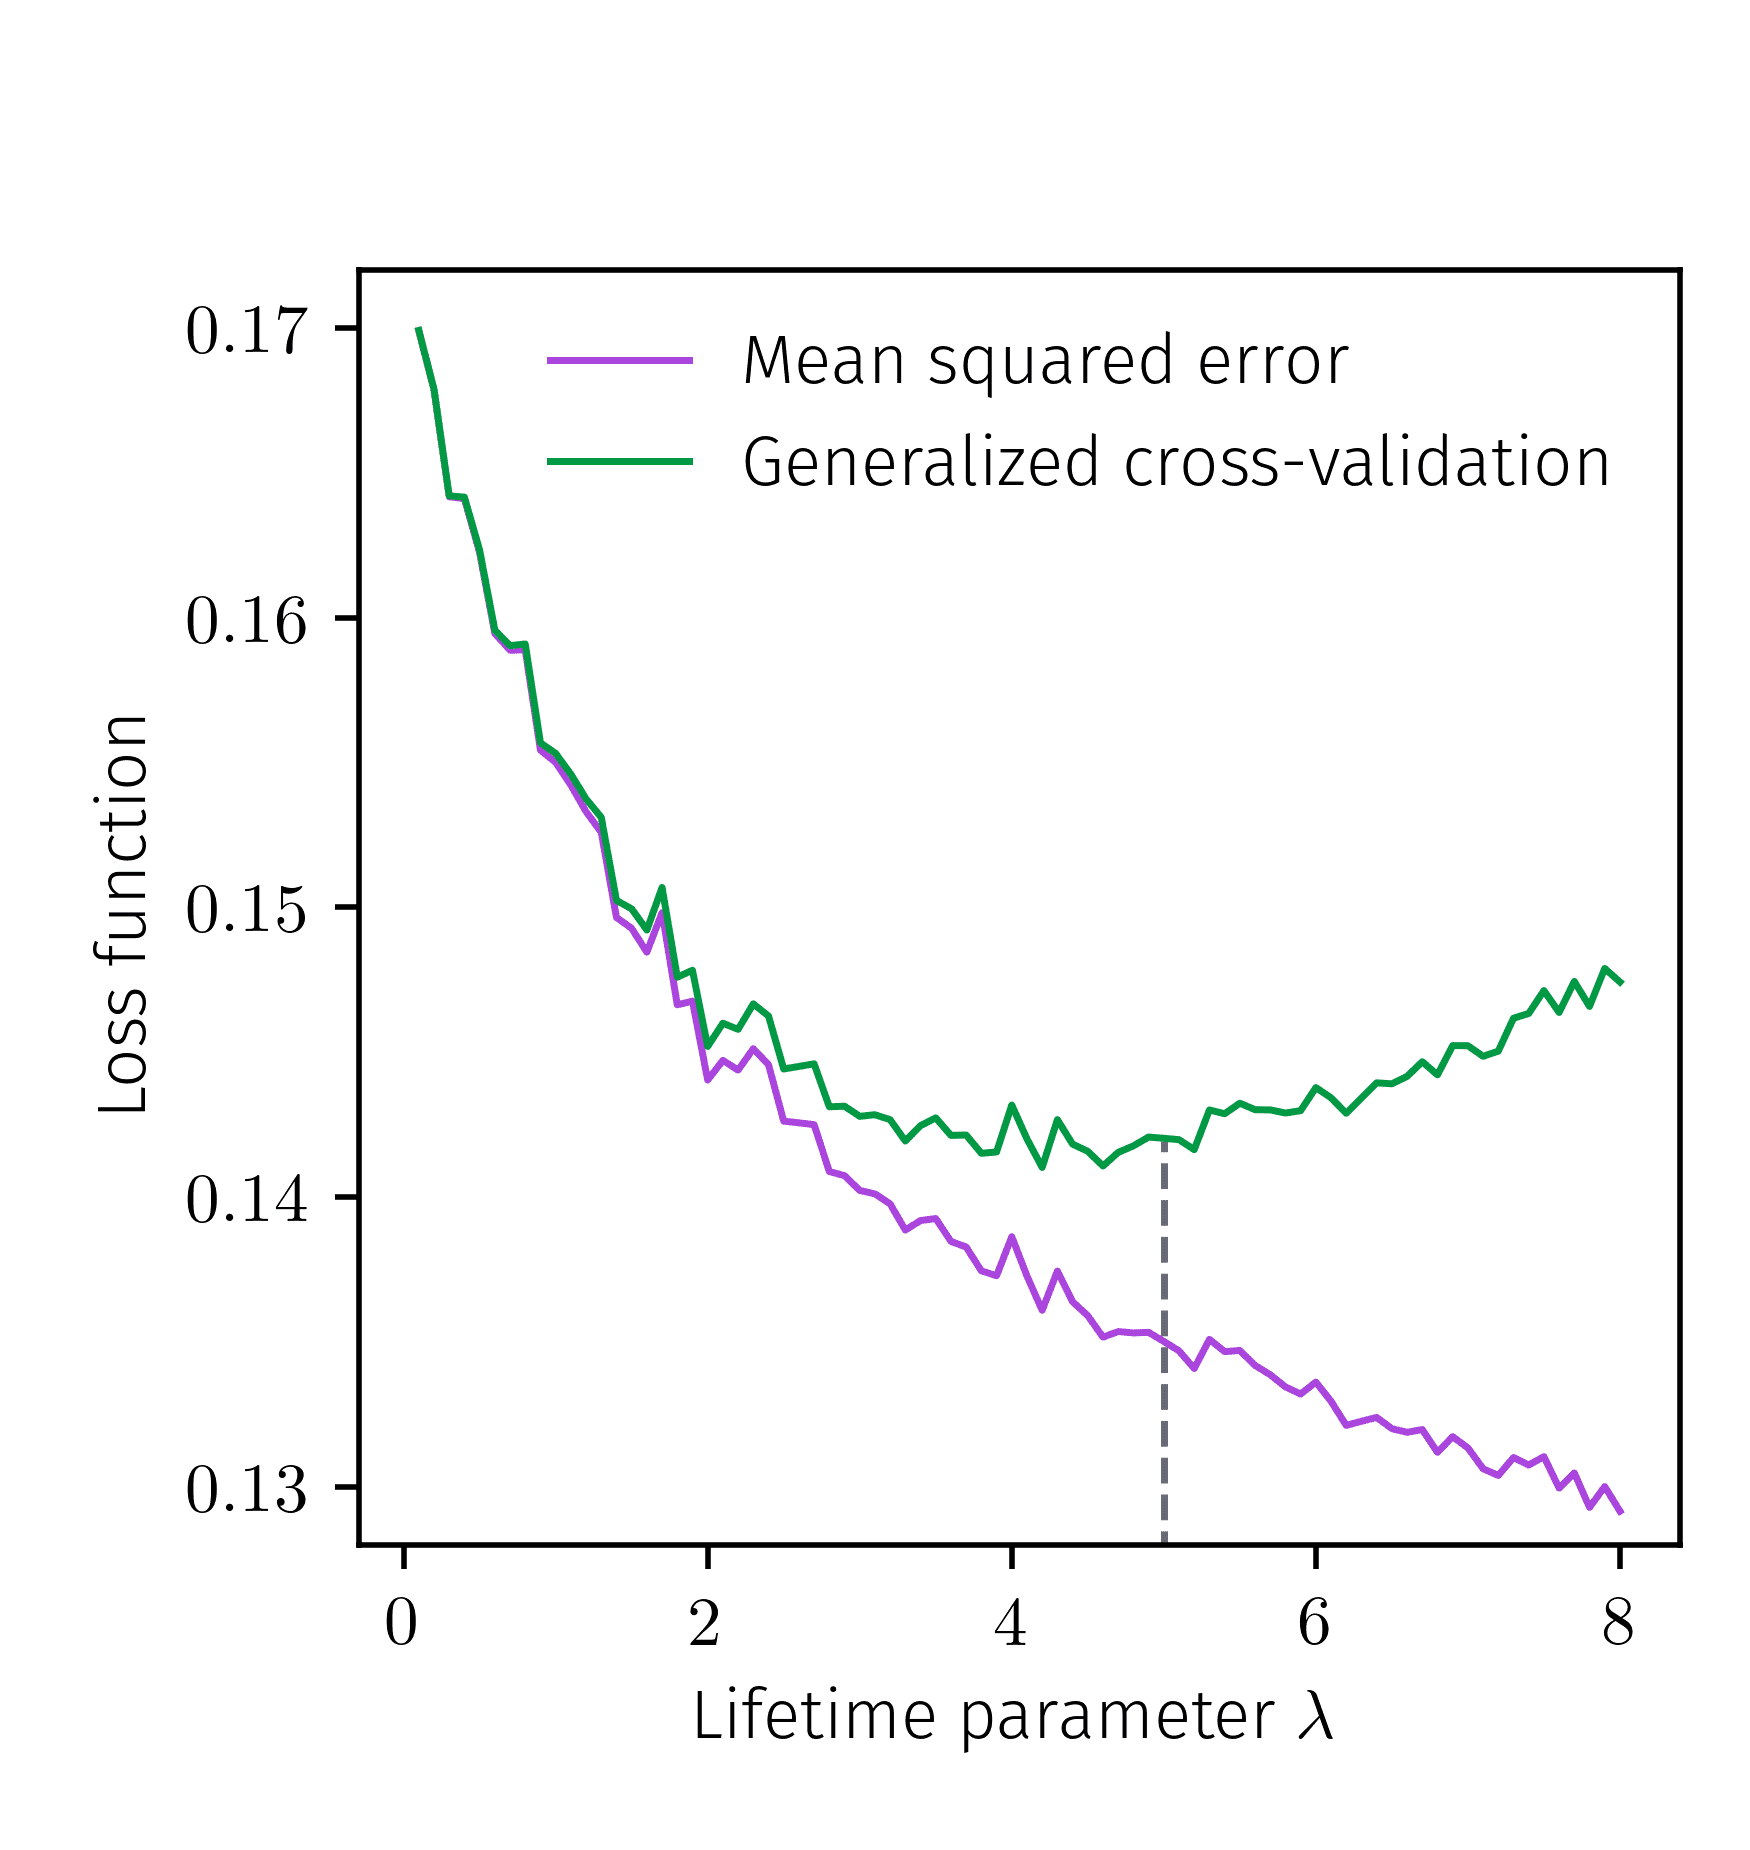 Mean squared error
Generalized cross-validation
0.17
0.16
0.15
0.14
0.13
Loss function
0 2 4 6 8
Lifetime parameter λ